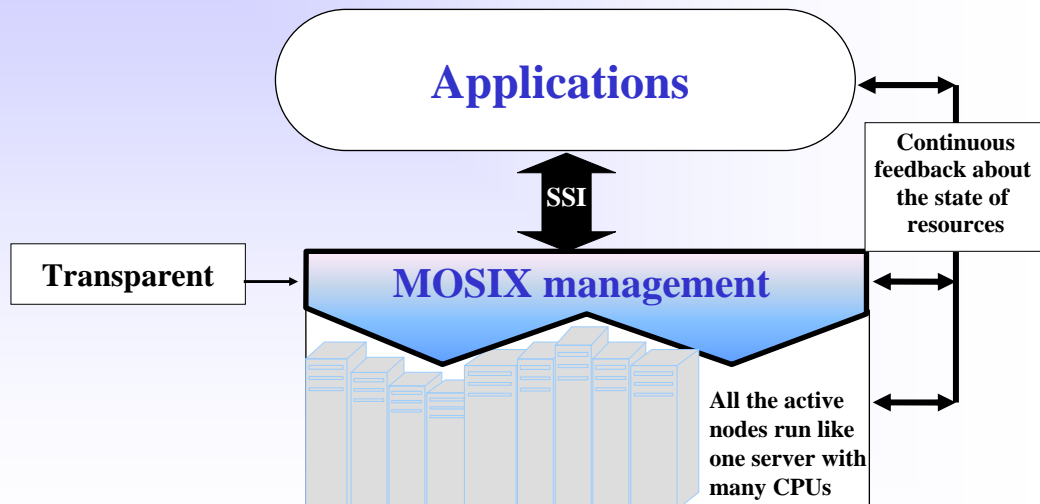 Applications
Continuous
feedback about
the state of
resources
SSI
Transparent
MOSIX management
All the active
nodes run like
one server with
many CPUs